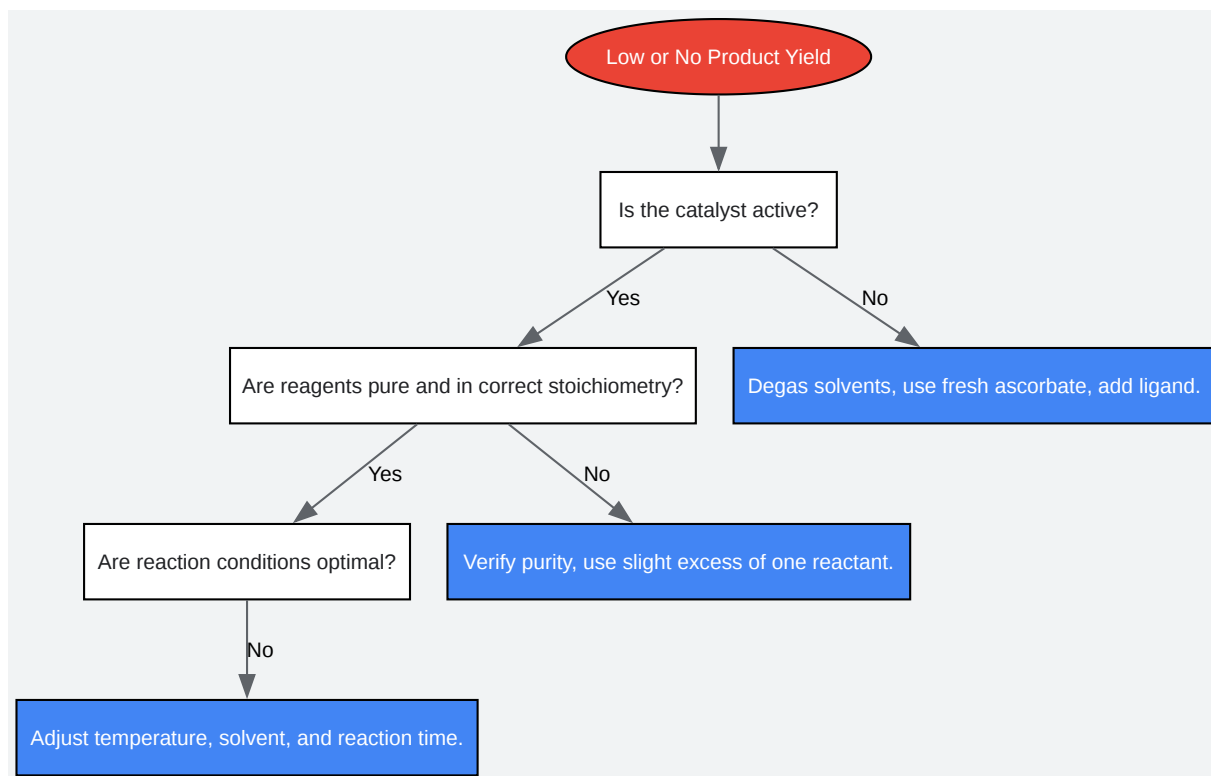 Low or No Product Yield
Is the catalyst active?
Yes
No
Are reagents pure and in correct stoichiometry?
Degas solvents, use fresh ascorbate, add ligand.
Yes
No
Are reaction conditions optimal?
Verify purity, use slight excess of one reactant.
No
Adjust temperature, solvent, and reaction time.